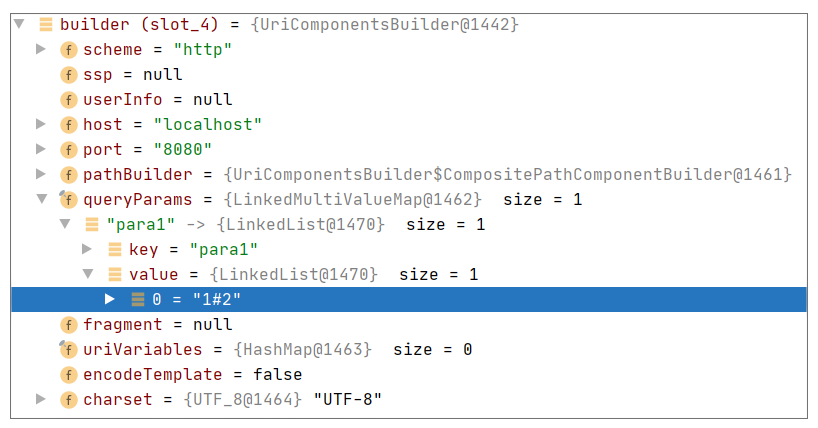 builder (slot_4) = {UriComponentsBuilder@1442}
f scheme = "http"
f ssp = null
f userInfo = null
f host = "localhost"
f port = "8080"
f pathBuilder = {UriComponentsBuilder$CompositePathComponentBuilder@1461}
f queryParams = {LinkedMultiValueMap@1462} size = 1
"para1" -> {LinkedList@1470} size = 1
key = "para1"
value = {LinkedList@1470} size = 1
0 = "1#2"
f fragment = null
f uriVariables = {HashMap@1463} size = 0
f encodeTemplate = false
f charset = {UTF_8@1464} "UTF-8"